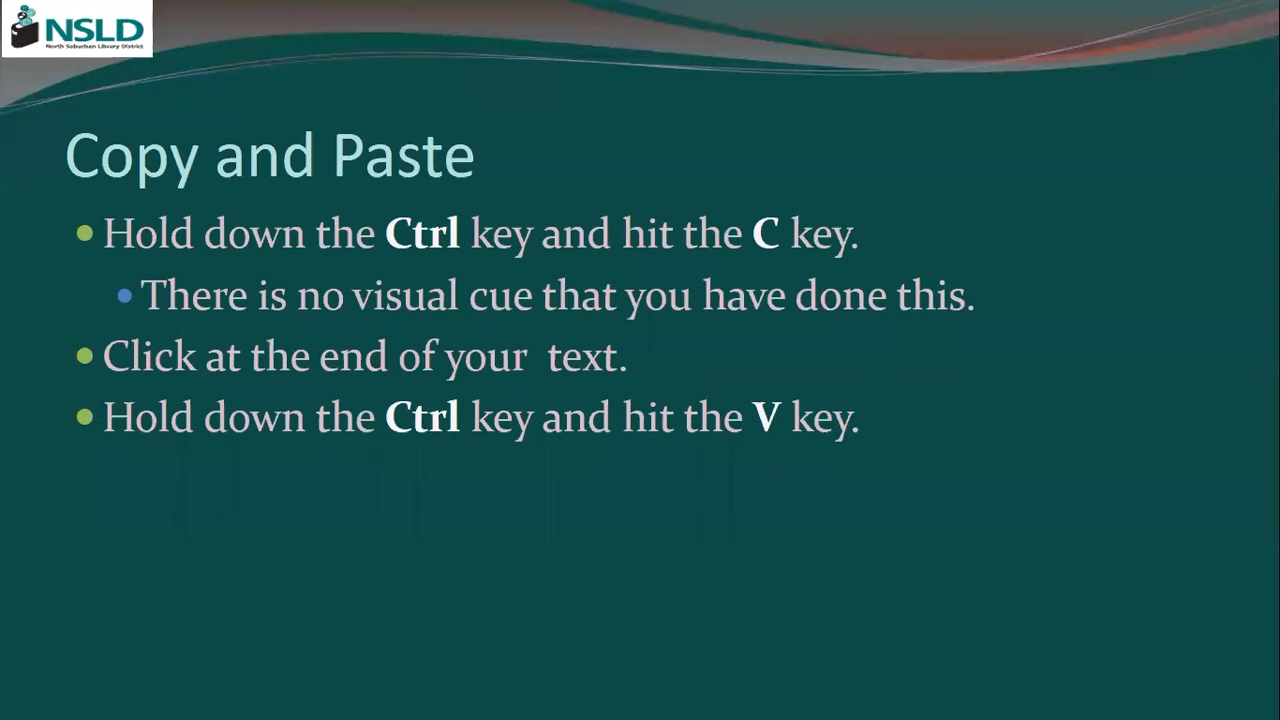 NSLD
North Suburban Library District
Copy and Paste
Hold down the Ctrl key and hit the C key.
There is no visual cue that you have done this.
Click at the end of your  text.
Hold down the Ctrl key and hit the V key.